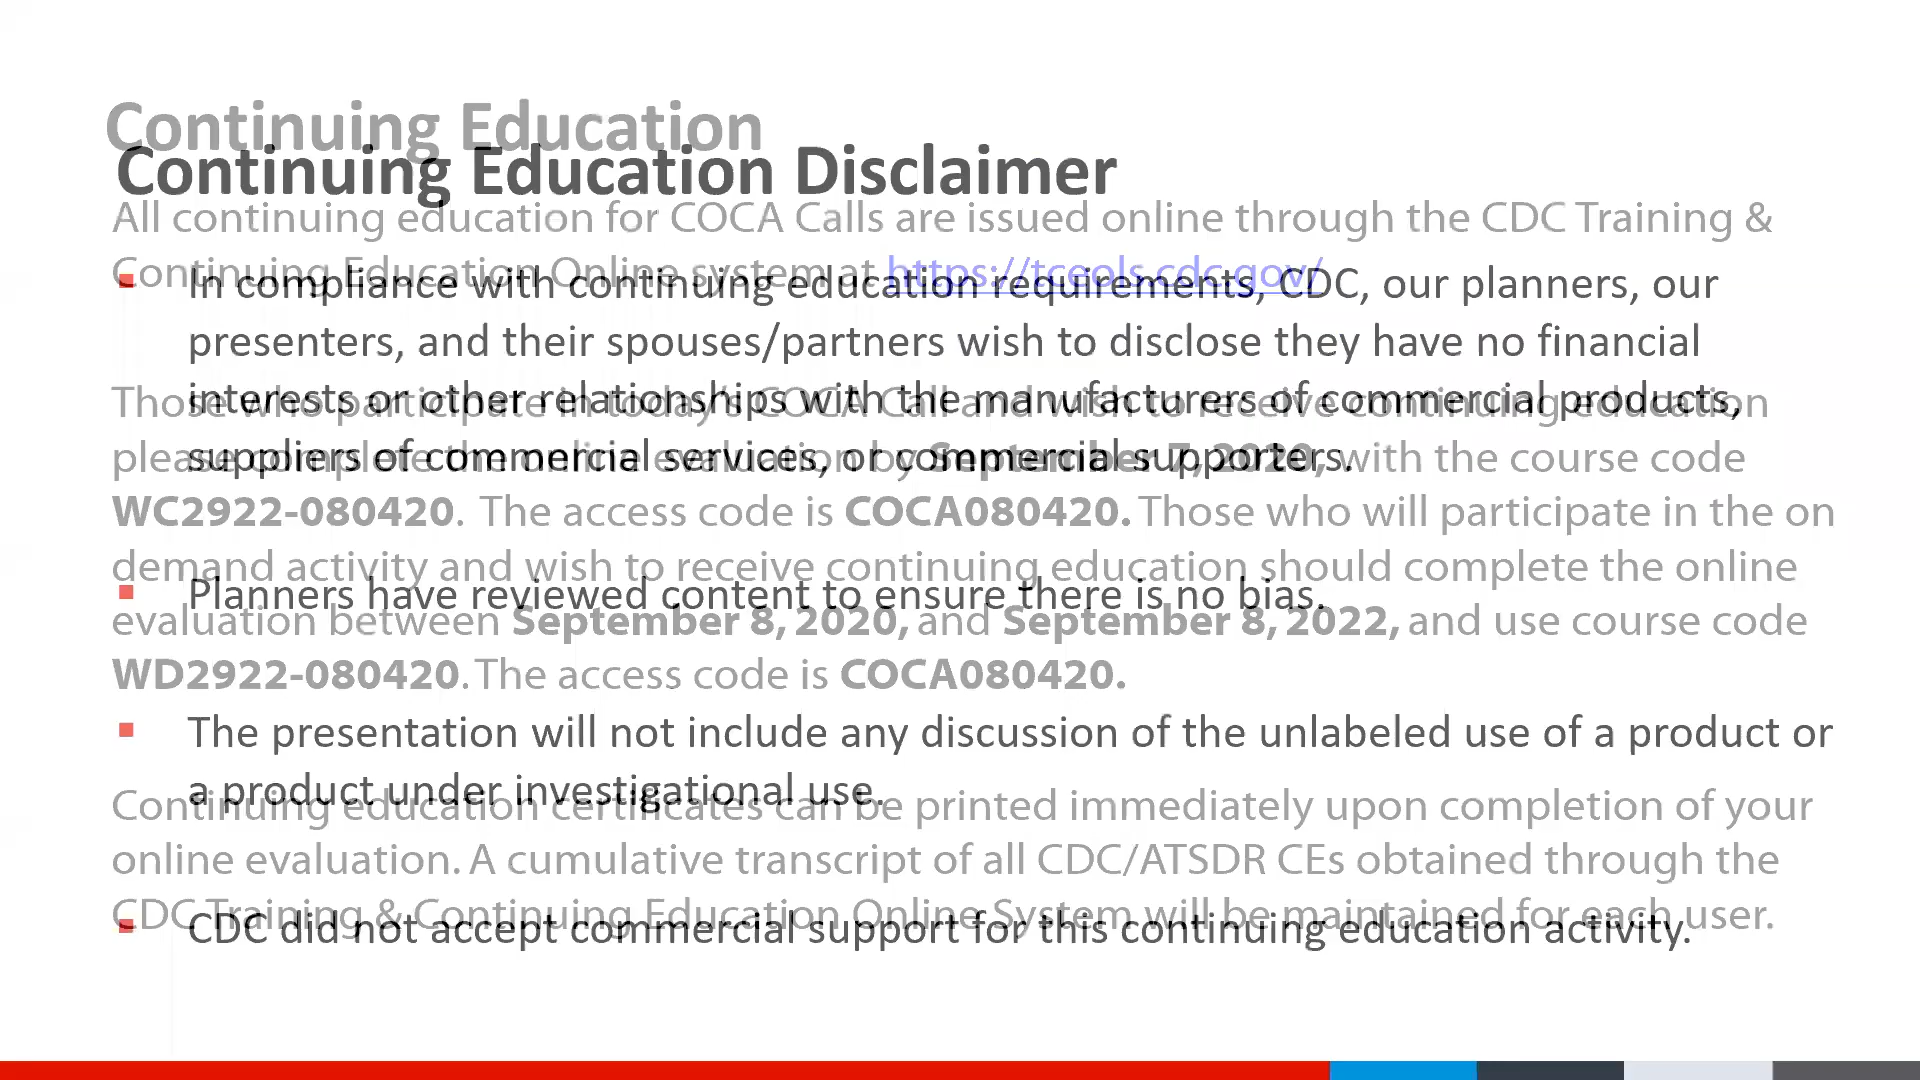 Continuing Education
All continuing education for COCA Calls are issued online through the CDC Training &
Continuing Education Online system at https://tceols.cdc.gov/
Those who participate in today's COCA Call and wish to receive continuing education
please complete the online evaluation by September 7, 2020, with the course code
WC2922-080420. The access code is COCA080420. Those who will participate in the on
demand activity and wish to receive continuing education should complete the online
evaluation between September 8, 2020, and September 8, 2022, and use course code
WD2922-080420. The access code is COCA080420.
Continuing education certificates can be printed immediately upon completion of your
online evaluation. A cumulative transcript of all CDC/ATSDR CEs obtained through the
CDC Training & Continuing Education Online System will be maintained for each user.
Continuing Education Disclaimer
In compliance with continuing education requirements, CDC, our planners, our
presenters, and their spouses/partners wish to disclose they have no financial
interests or other relationships with the manufacturers of commercial products,
suppliers of commercial services, or commercial supporters.
Planners have reviewed content to ensure there is no bias.
The presentation will not include any discussion of the unlabeled use of a product or
a product under investigational use.
CDC did not accept commercial support for this continuing education activity.